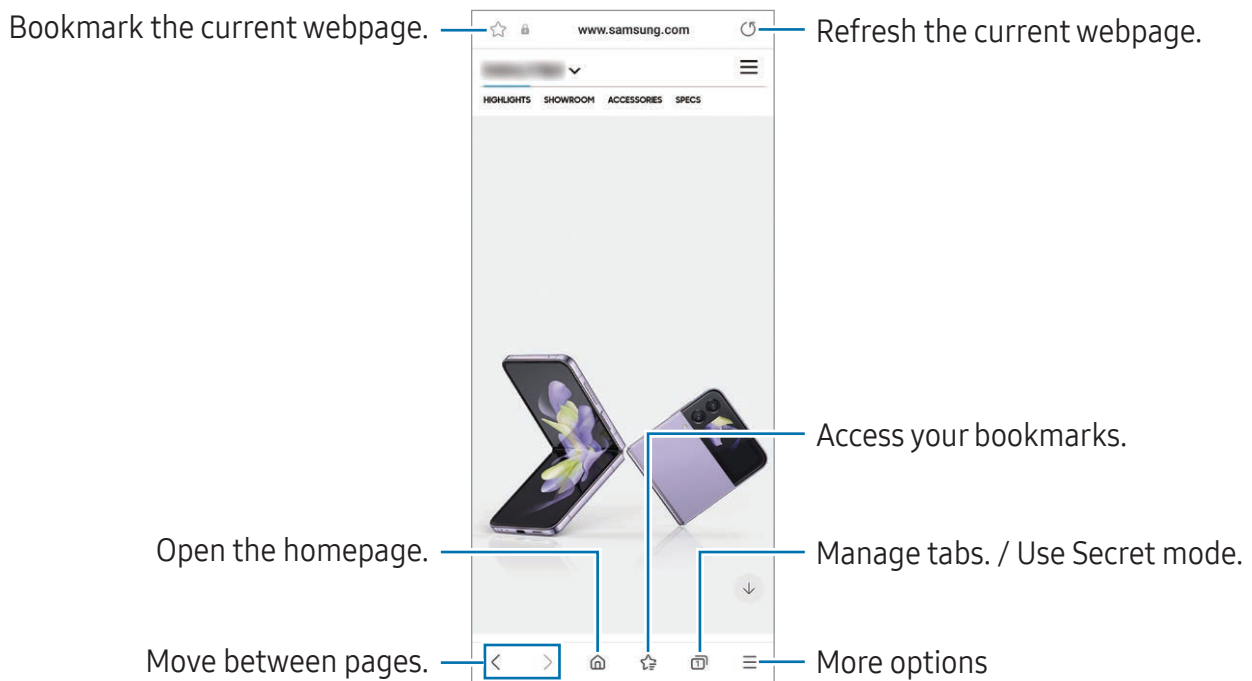 Bookmark the current webpage.
www.samsung.com
Refresh the current webpage.
HIGHLIGHTS SHOWROOM ACCESSORIES SPECS
Access your bookmarks.
Open the homepage.
Manage tabs. / Use Secret mode.
Move between pages.
1
More options